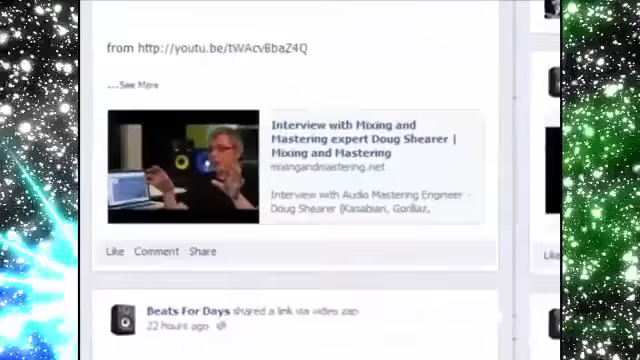 from http://youtu.be/tWAcvBbaZ4Q
...See More
Interview with Mixing and
Mastering expert Doug Shearer |
Mixing and Mastering
mixingandmastering.net
Interview with Audio Mastering Engineer -
Doug Shearer (Kasabian, Gorillaz,
Like Comment Share
Beats For Days shared a link via video zap
22 hours ago